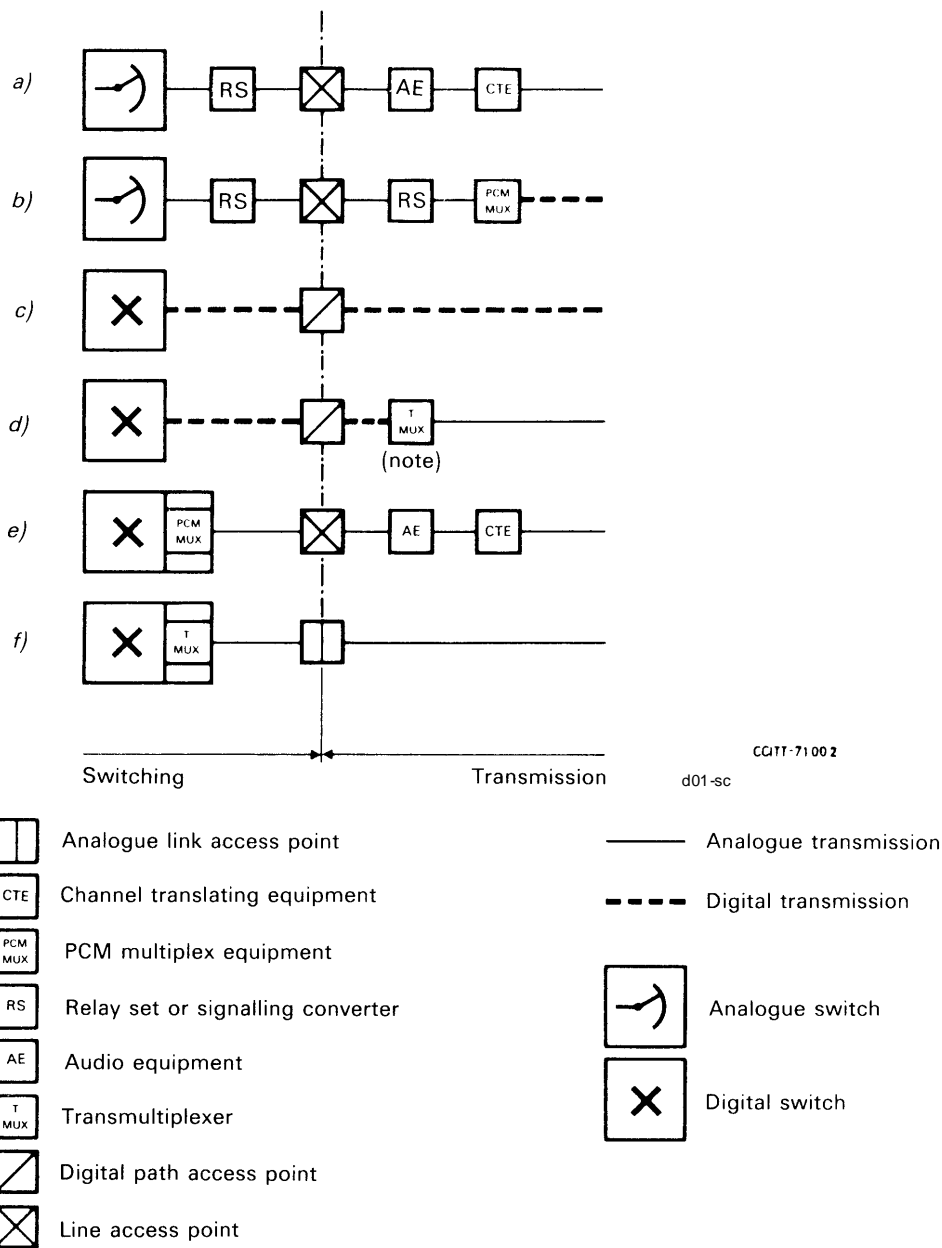 a) RS AE CTE
b) RS RS PCM MUX
c)
d) T MUX
(note)
e) PCM MUX AE CTE
f) T MUX
Switching Transmission
CCITT-71002
d01-sc
Analogue link access point
CTE Channel translating equipment
PCM MUX PCM multiplex equipment
RS Relay set or signalling converter
AE Audio equipment
T MUX Transmultiplexer
Digital path access point
Line access point
Analogue transmission
Digital transmission
Analogue switch
Digital switch